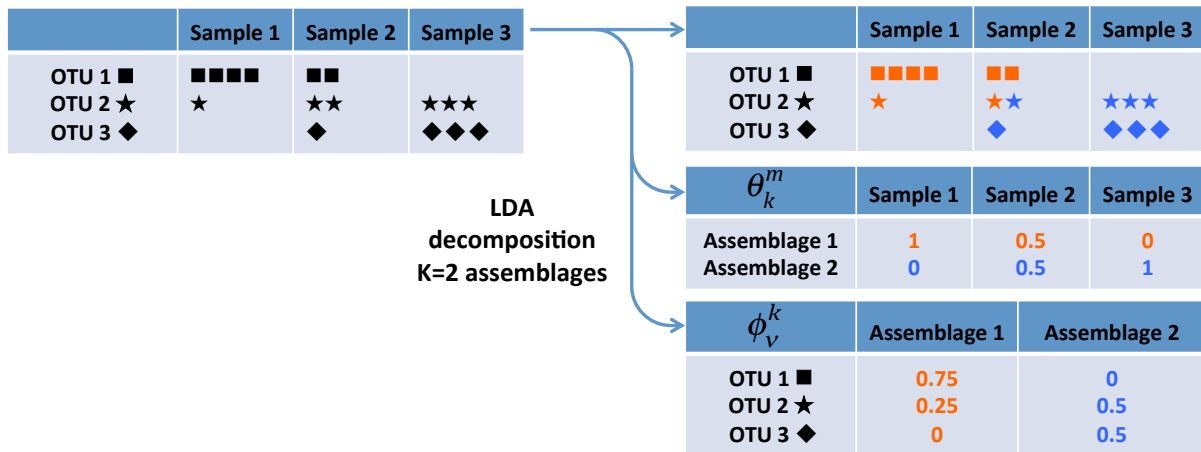 Sample 1 Sample 2 Sample 3
OTU 1 ■ ■■■■ ■■
OTU 2 ★ ★ ★★ ★★★
OTU 3 ◆ ◆ ◆◆◆
LDA
decomposition
K=2 assemblages
Sample 1 Sample 2 Sample 3
OTU 1 ■ ■■■■ ■■
OTU 2 ★ ★ ★★ ★★★
OTU 3 ◆ ◆ ◆◆◆
θ_k^m Sample 1 Sample 2 Sample 3
Assemblage 1 1 0.5 0
Assemblage 2 0 0.5 1
ϕ_ν^k Assemblage 1 Assemblage 2
OTU 1 ■ 0.75 0
OTU 2 ★ 0.25 0.5
OTU 3 ◆ 0 0.5